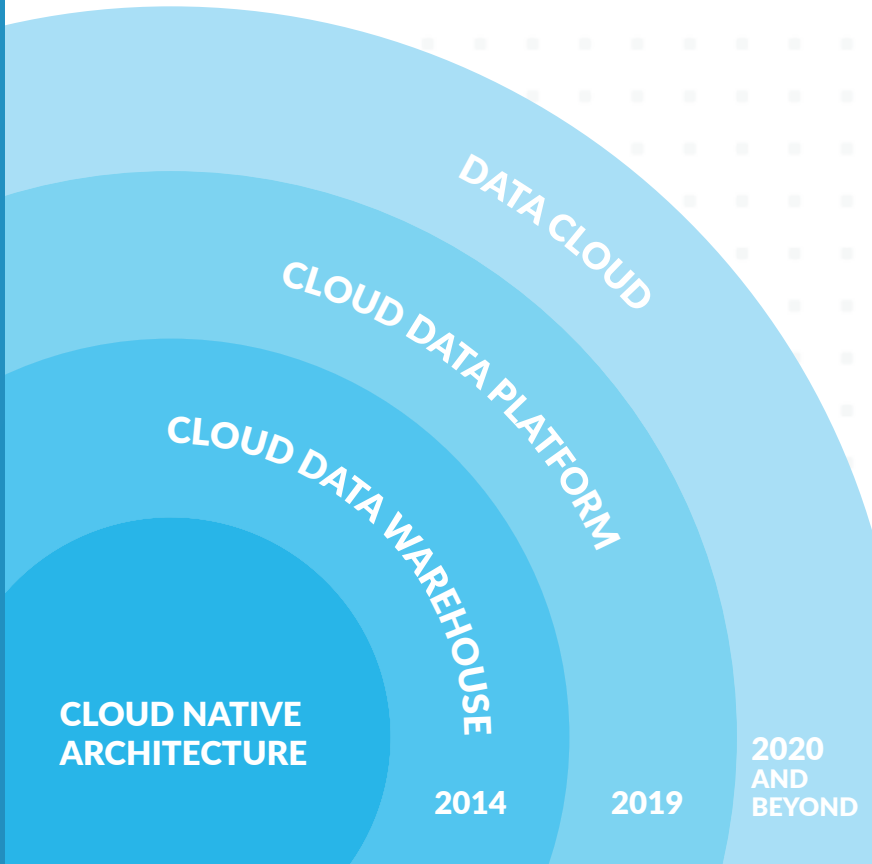 DATA CLOUD
CLOUD DATA PLATFORM
CLOUD DATA WAREHOUSE
CLOUD NATIVE
ARCHITECTURE
2014
2019
2020
AND
BEYOND